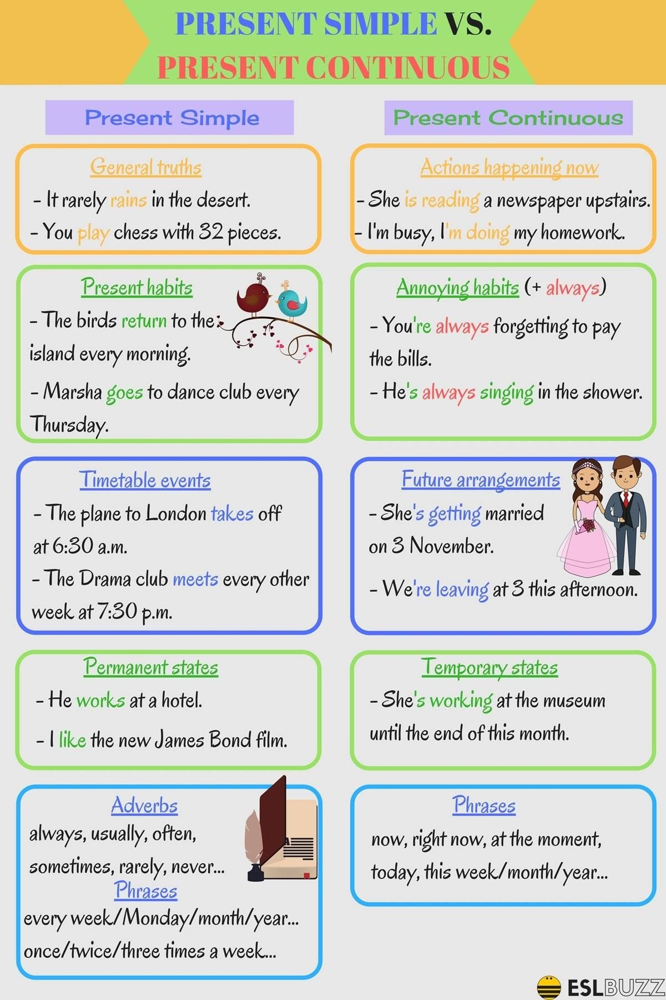 PRESENT SIMPLE VS.
PRESENT CONTINUOUS
Present Simple
General truths
- It rarely rains in the desert.
- You play chess with 32 pieces.
Present habits
- The birds return to the
island every morning.
- Marsha goes to dance club every
Thursday.
Timetable events
- The plane to London takes off
at 6:30 a.m.
- The Drama club meets every other
week at 7:30 p.m.
Permanent states
- He works at a hotel.
- I like the new James Bond film.
Adverbs
always, usually, often,
sometimes, rarely, never...
Phrases
every week/Monday/month/year...
once/twice/three times a week...
Present Continuous
Actions happening now
- She is reading a newspaper upstairs.
- I'm busy, I'm doing my homework.
Annoying habits (+ always)
- You're always forgetting to pay
the bills.
- He's always singing in the shower.
Future arrangements
- She's getting married
on 3 November.
- We're leaving at 3 this afternoon.
Temporary states
- She's working at the museum
until the end of this month.
Phrases
now, right now, at the moment,
today, this week/month/year...
A
ESLBUZZ